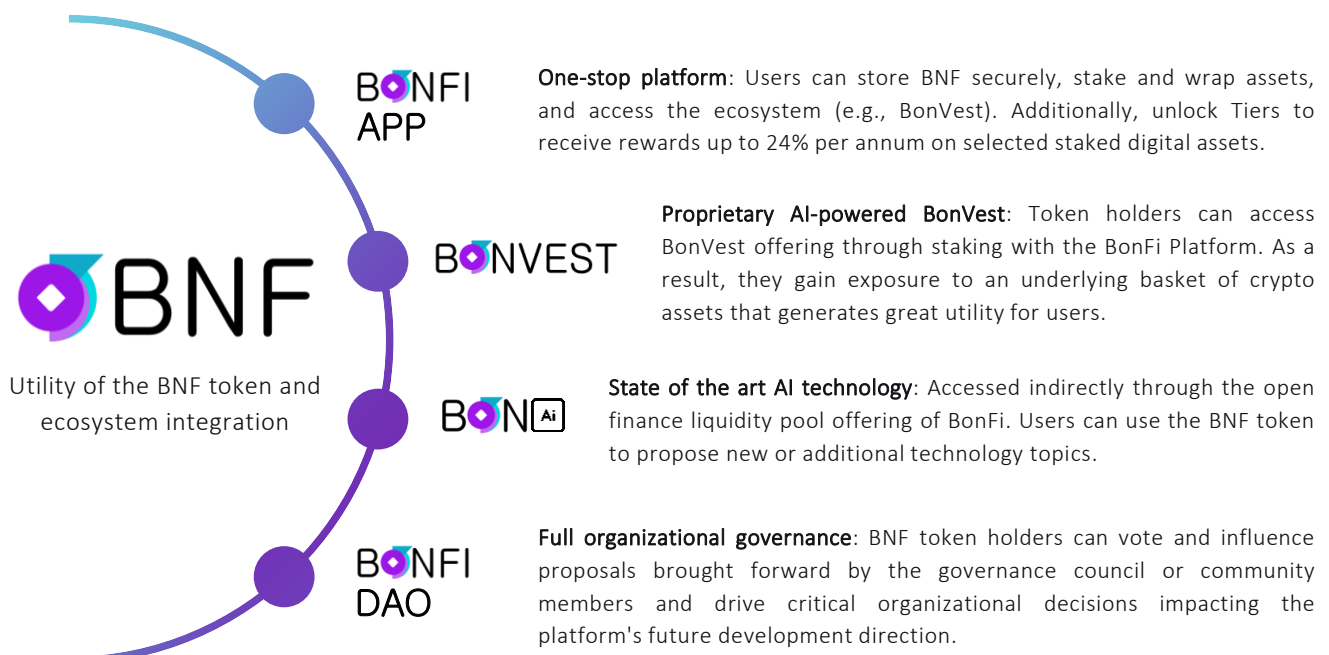 BONFI
APP
One-stop platform: Users can store BNF securely, stake and wrap assets,
and access the ecosystem (e.g., BonVest). Additionally, unlock Tiers to
receive rewards up to 24% per annum on selected staked digital assets.
BONVEST
Proprietary AI-powered BonVest: Token holders can access
BonVest offering through staking with the BonFi Platform. As a
result, they gain exposure to an underlying basket of crypto
assets that generates great utility for users.
BNF
Utility of the BNF token and
ecosystem integration
BON Ai
State of the art AI technology: Accessed indirectly through the open
finance liquidity pool offering of BonFi. Users can use the BNF token
to propose new or additional technology topics.
BONFI
DAO
Full organizational governance: BNF token holders can vote and influence
proposals brought forward by the governance council or community
members and drive critical organizational decisions impacting the
platform's future development direction.